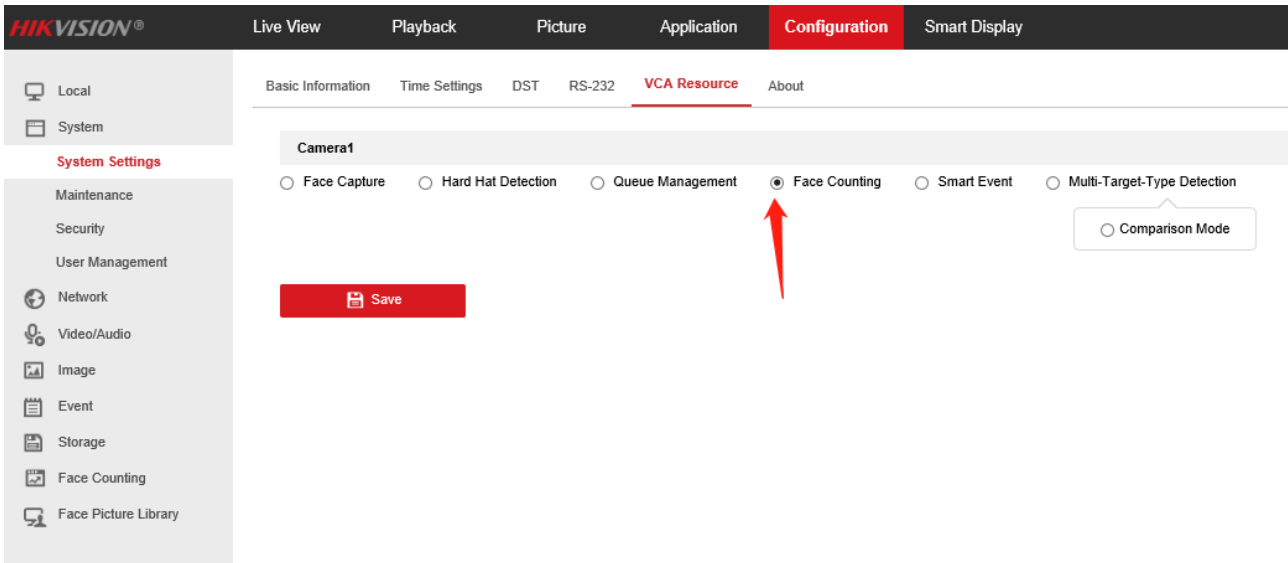 HIKVISION® Live View Playback Picture Application Configuration Smart Display
Basic Information Time Settings DST RS-232 VCA Resource About
Local
System
System Settings
Maintenance
Security
User Management
Network
Video/Audio
Image
Event
Storage
Face Counting
Face Picture Library
Camera1
Face Capture Hard Hat Detection Queue Management Face Counting Smart Event Multi-Target-Type Detection
Comparison Mode
Save